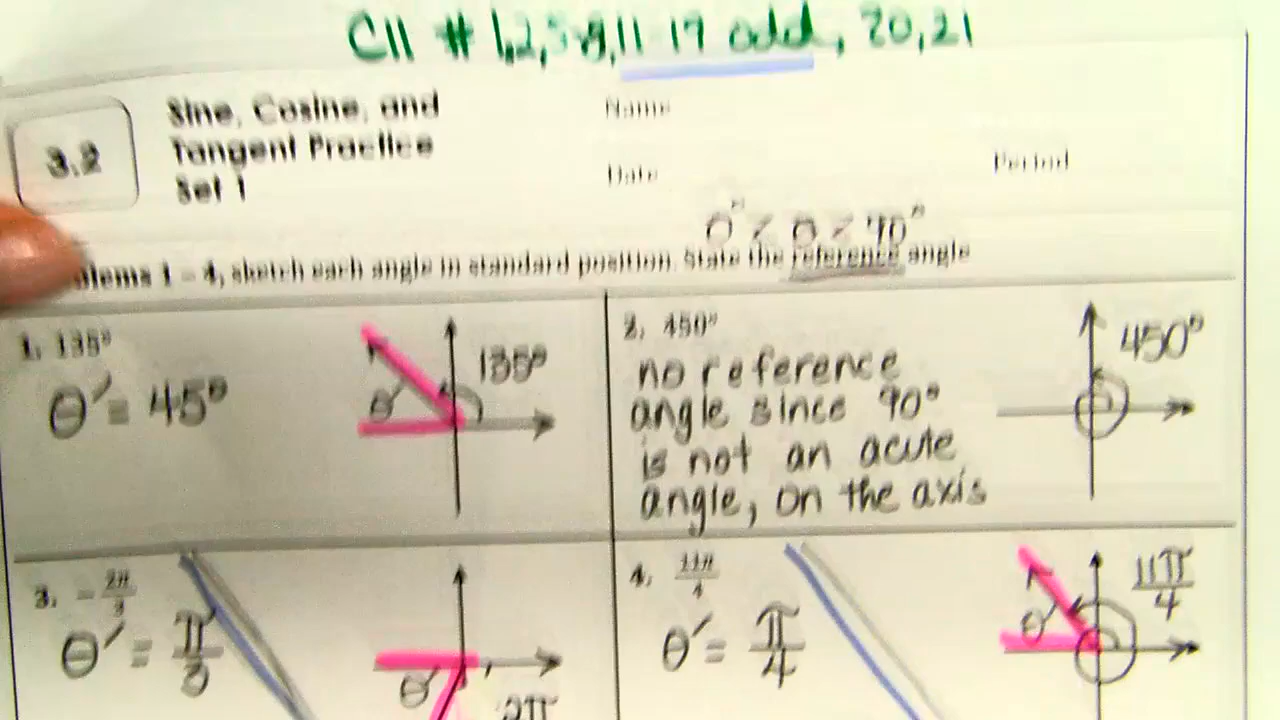 C11 # 1,2,5-9,11-19 odd, 20,21
3.2
Sine, Cosine, and
Tangent Practice
Set 1
Name
Date
Period
0° < θ < 90°
blems 1 – 4, sketch each angle in standard position. State the reference angle
1. 135°
θ′ = 45°
135°
θ′
2. 450°
no reference
angle since 90°
is not an acute
angle, on the axis
450°
3. -2π/3
θ′ = π/3
θ′
2π
4. 11π/4
θ′ = π/4
θ′
11π/4